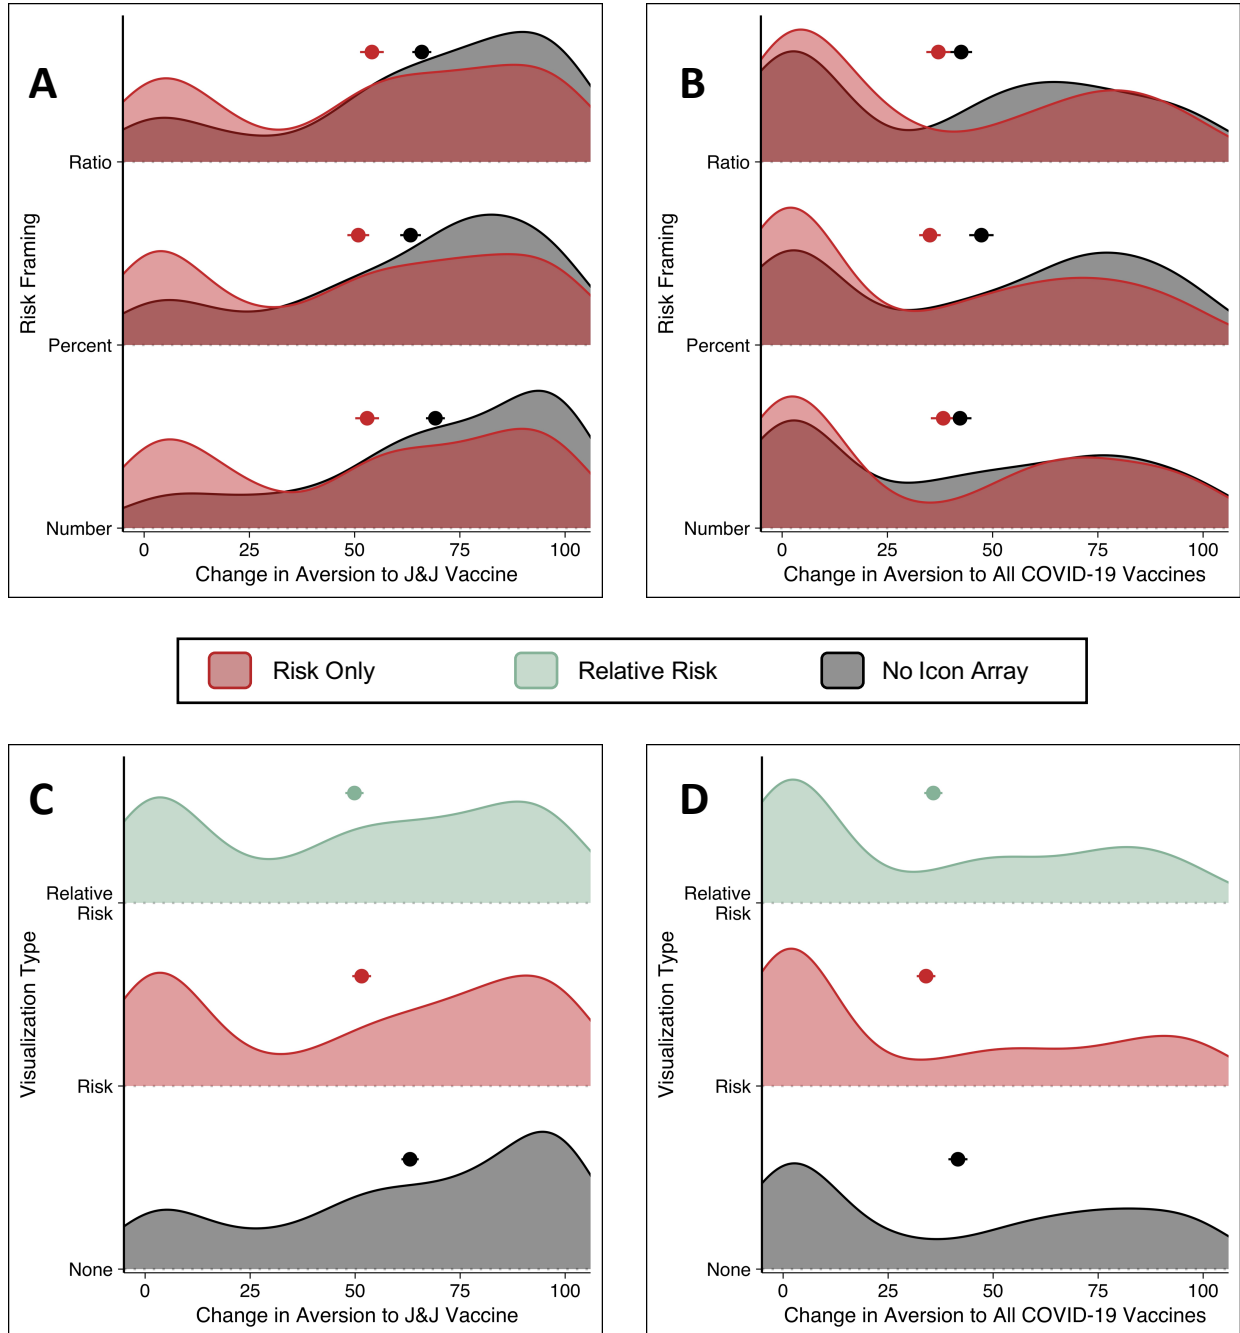 A
Risk Framing
Ratio
Percent
Number
0 25 50 75 100
Change in Aversion to J&J Vaccine
B
Risk Framing
Ratio
Percent
Number
0 25 50 75 100
Change in Aversion to All COVID-19 Vaccines
Risk Only Relative Risk No Icon Array
C
Visualization Type
Relative
Risk
Risk
None
0 25 50 75 100
Change in Aversion to J&J Vaccine
D
Visualization Type
Relative
Risk
Risk
None
0 25 50 75 100
Change in Aversion to All COVID-19 Vaccines